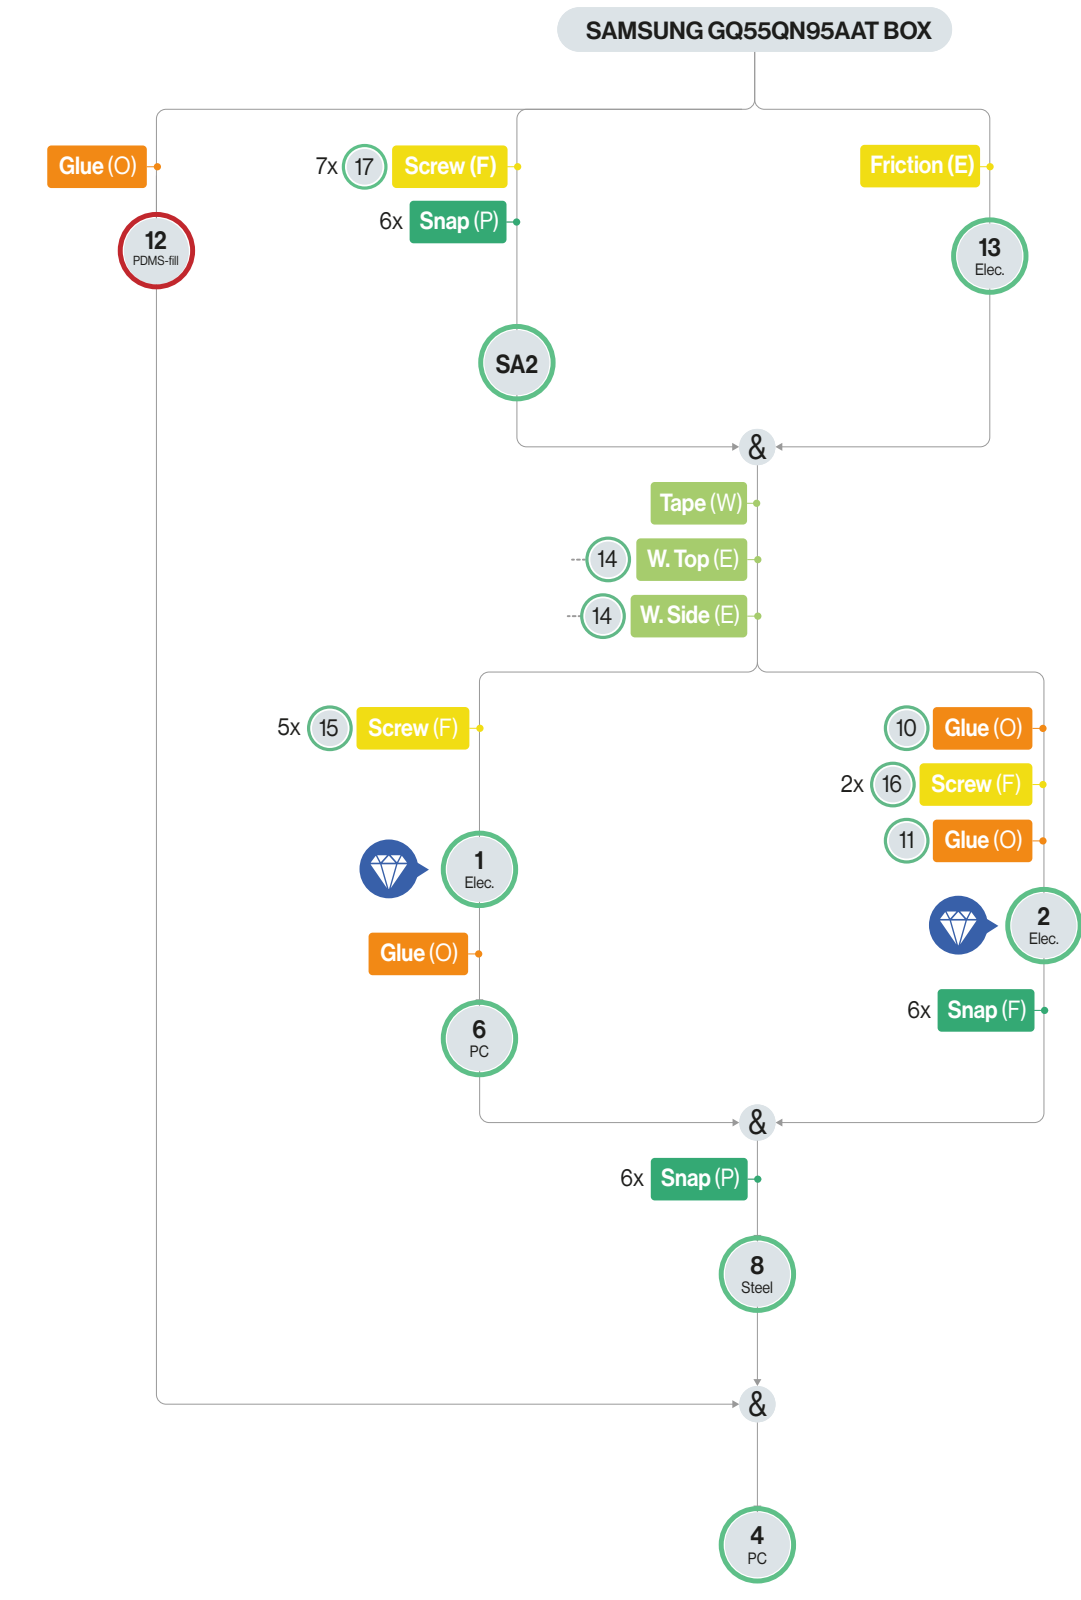 SAMSUNG GQ55QN95AAT BOX
Glue (O)
7x 17 Screw (F)
Friction (E)
6x Snap (P)
12
PDMS-fill
13
Elec.
SA2
&
Tape (W)
14 W. Top (E)
14 W. Side (E)
5x 15 Screw (F)
10 Glue (O)
2x 16 Screw (F)
11 Glue (O)
1
Elec.
2
Elec.
Glue (O)
6x Snap (F)
6
PC
&
6x Snap (P)
8
Steel
&
4
PC